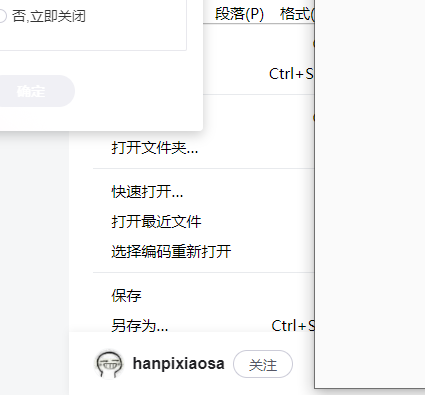 否,立即关闭
确定
段落(P) 格式(
Ctrl+S
打开文件夹...
快速打开...
打开最近文件
选择编码重新打开
保存
另存为... Ctrl+S
hanpixiaosa 关注